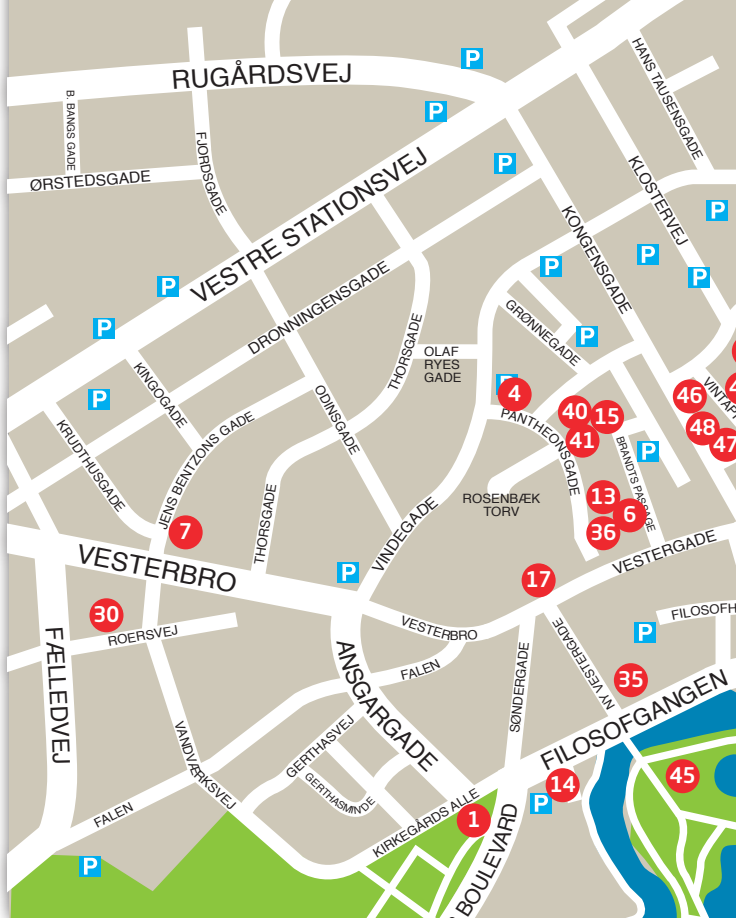 P
RUGÅRDSVEJ
HANS TAUSENSGADE
B. BANGS GADE
P
FJORDSGADE
P
KLOSTERVEJ
ØRSTEDSGADE
VESTRE STATIONSVEJ
P
KONGENSGADE
P
P
P
P
DRONNINGENSGADE
GRØNNEGADE
P
P
THORSGADE
OLAF
RYES
GADE
KINGOGADE
P
4
46
P
ODINSGADE
40
15
PANTHEONSGADE
KRUDTHUSGADE
JENS BENTZONS GADE
48
41
47
BRANDTS PASSAGE
P
ROSENBÆK
TORV
13
6
THORSGADE
7
VINDEGADE
36
VESTERGADE
VESTERBRO
P
17
30
FILOSOFH
ROERSVEJ
VESTERBRO
P
FÆLLEDVEJ
ANSGARGADE
FALEN
SØNDERGADE
NY VESTERGADE
35
VANDVÆRKSVEJ
GERTHASVEJ
FILOSOFGANGEN
GERTHASMINDE
14
45
P
FALEN
KIRKEGÅRDS ALLE
1
BOULEVARD
P